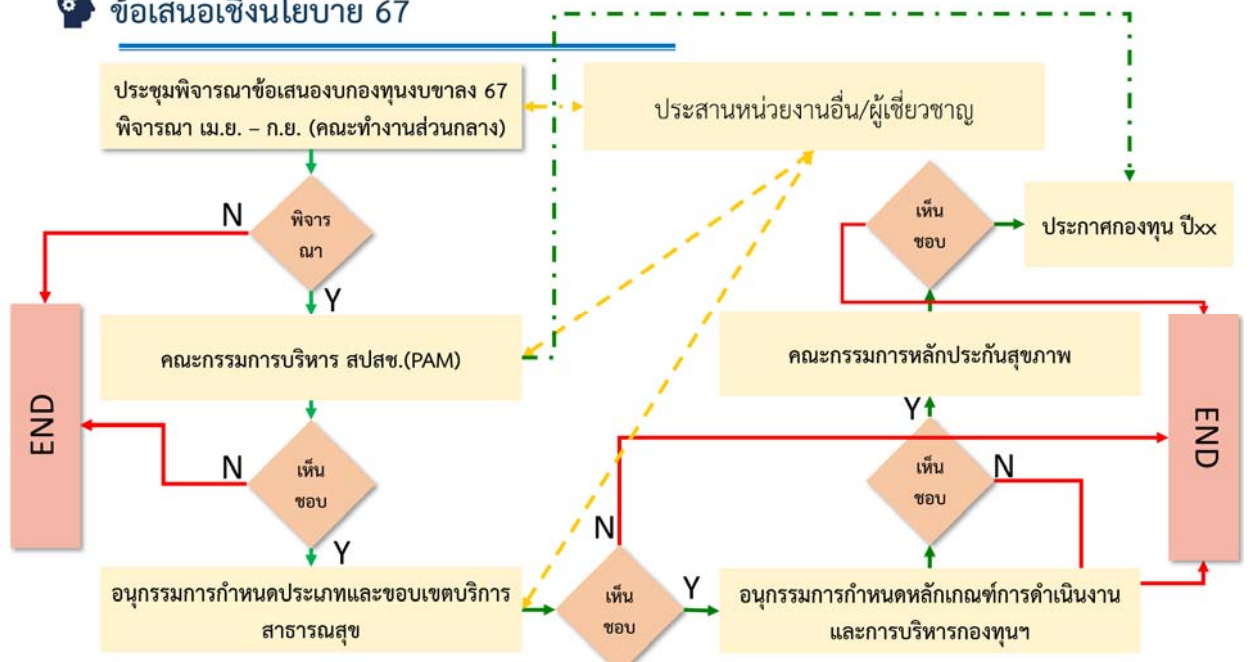 ข้อเสนอเชิงนโยบาย 67
ประชุมพิจารณาข้อเสนองบกองทุนงบขาลง 67
พิจารณา เม.ย. – ก.ย. (คณะทำงานส่วนกลาง)
ประสานหน่วยงานอื่น/ผู้เชี่ยวชาญ
พิจาร
ณา
N
Y
END
คณะกรรมการบริหาร สปสช.(PAM)
เห็น
ชอบ
N
Y
อนุกรรมการกำหนดประเภทและขอบเขตบริการ
สาธารณสุข
เห็น
ชอบ
N
Y
อนุกรรมการกำหนดหลักเกณฑ์การดำเนินงาน
และการบริหารกองทุนฯ
เห็น
ชอบ
N
Y
คณะกรรมการหลักประกันสุขภาพ
เห็น
ชอบ
ประกาศกองทุน ปีxx
END